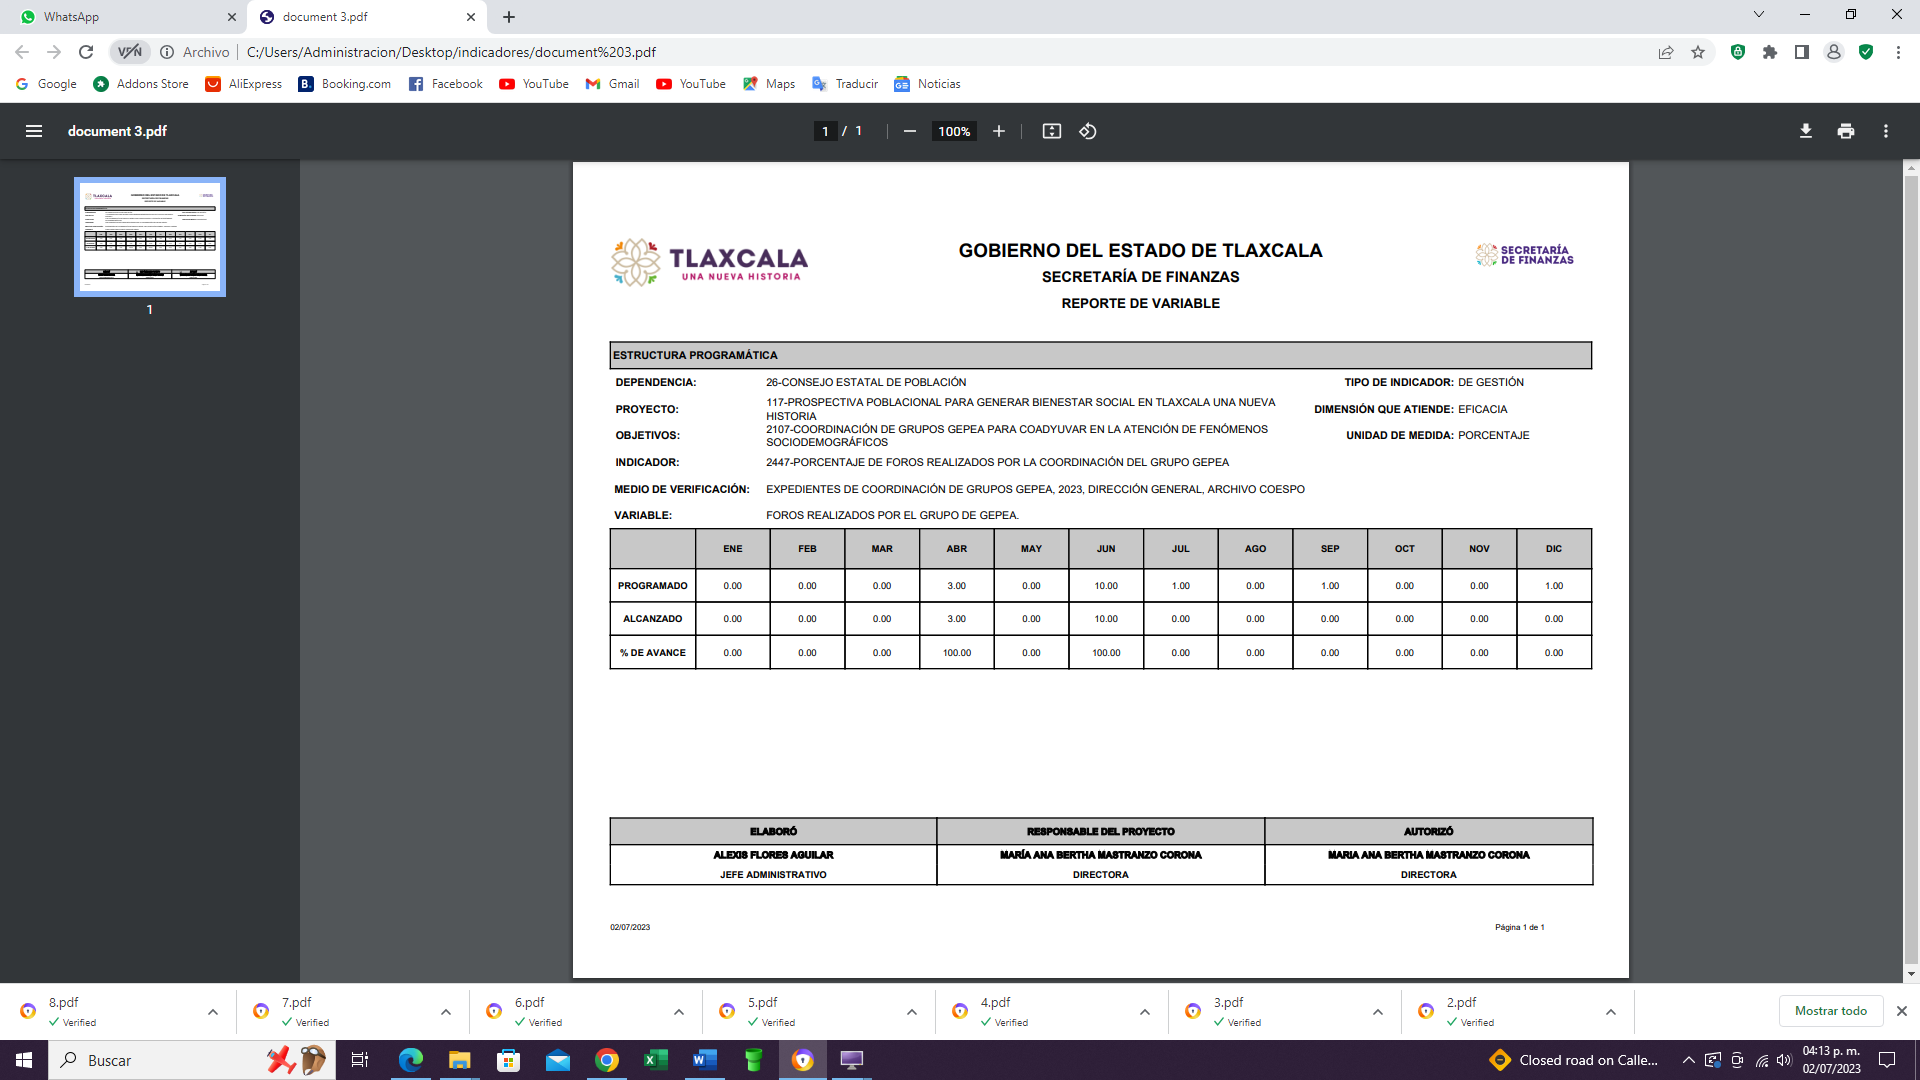 WhatsApp
document 3.pdf
VPN
Archivo
C:/Users/Administracion/Desktop/indicadores/document%203.pdf
Google
Addons Store
AliExpress
Booking.com
Facebook
YouTube
Gmail
YouTube
Maps
Traducir
Noticias
document 3.pdf
1 / 1
100%
1
TLAXCALA
UNA NUEVA HISTORIA
GOBIERNO DEL ESTADO DE TLAXCALA
SECRETARÍA DE FINANZAS
REPORTE DE VARIABLE
SECRETARÍA
DE FINANZAS
ESTRUCTURA PROGRAMÁTICA
DEPENDENCIA: 26-CONSEJO ESTATAL DE POBLACIÓN TIPO DE INDICADOR: DE GESTIÓN
PROYECTO: 117-PROSPECTIVA POBLACIONAL PARA GENERAR BIENESTAR SOCIAL EN TLAXCALA UNA NUEVA
HISTORIA
DIMENSIÓN QUE ATIENDE: EFICACIA
OBJETIVOS: 2107-COORDINACIÓN DE GRUPOS GEPEA PARA COADYUVAR EN LA ATENCIÓN DE FENÓMENOS
SOCIODEMOGRÁFICOS
UNIDAD DE MEDIDA: PORCENTAJE
INDICADOR: 2447-PORCENTAJE DE FOROS REALIZADOS POR LA COORDINACIÓN DEL GRUPO GEPEA
MEDIO DE VERIFICACIÓN: EXPEDIENTES DE COORDINACIÓN DE GRUPOS GEPEA, 2023, DIRECCIÓN GENERAL, ARCHIVO COESPO
VARIABLE: FOROS REALIZADOS POR EL GRUPO DE GEPEA.
ENE FEB MAR ABR MAY JUN JUL AGO SEP OCT NOV DIC
PROGRAMADO 0.00 0.00 0.00 3.00 0.00 10.00 1.00 0.00 1.00 0.00 0.00 1.00
ALCANZADO 0.00 0.00 0.00 3.00 0.00 10.00 0.00 0.00 0.00 0.00 0.00 0.00
% DE AVANCE 0.00 0.00 0.00 100.00 0.00 100.00 0.00 0.00 0.00 0.00 0.00 0.00
ELABORÓ RESPONSABLE DEL PROYECTO AUTORIZÓ
ALEXIS FLORES AGUILAR MARÍA ANA BERTHA MASTRANZO CORONA MARIA ANA BERTHA MASTRANZO CORONA
JEFE ADMINISTRATIVO DIRECTORA DIRECTORA
02/07/2023 Página 1 de 1
8.pdf
Verified
7.pdf
Verified
6.pdf
Verified
5.pdf
Verified
4.pdf
Verified
3.pdf
Verified
2.pdf
Verified
Mostrar todo
Buscar
Closed road on Calle...
04:13 p. m.
02/07/2023